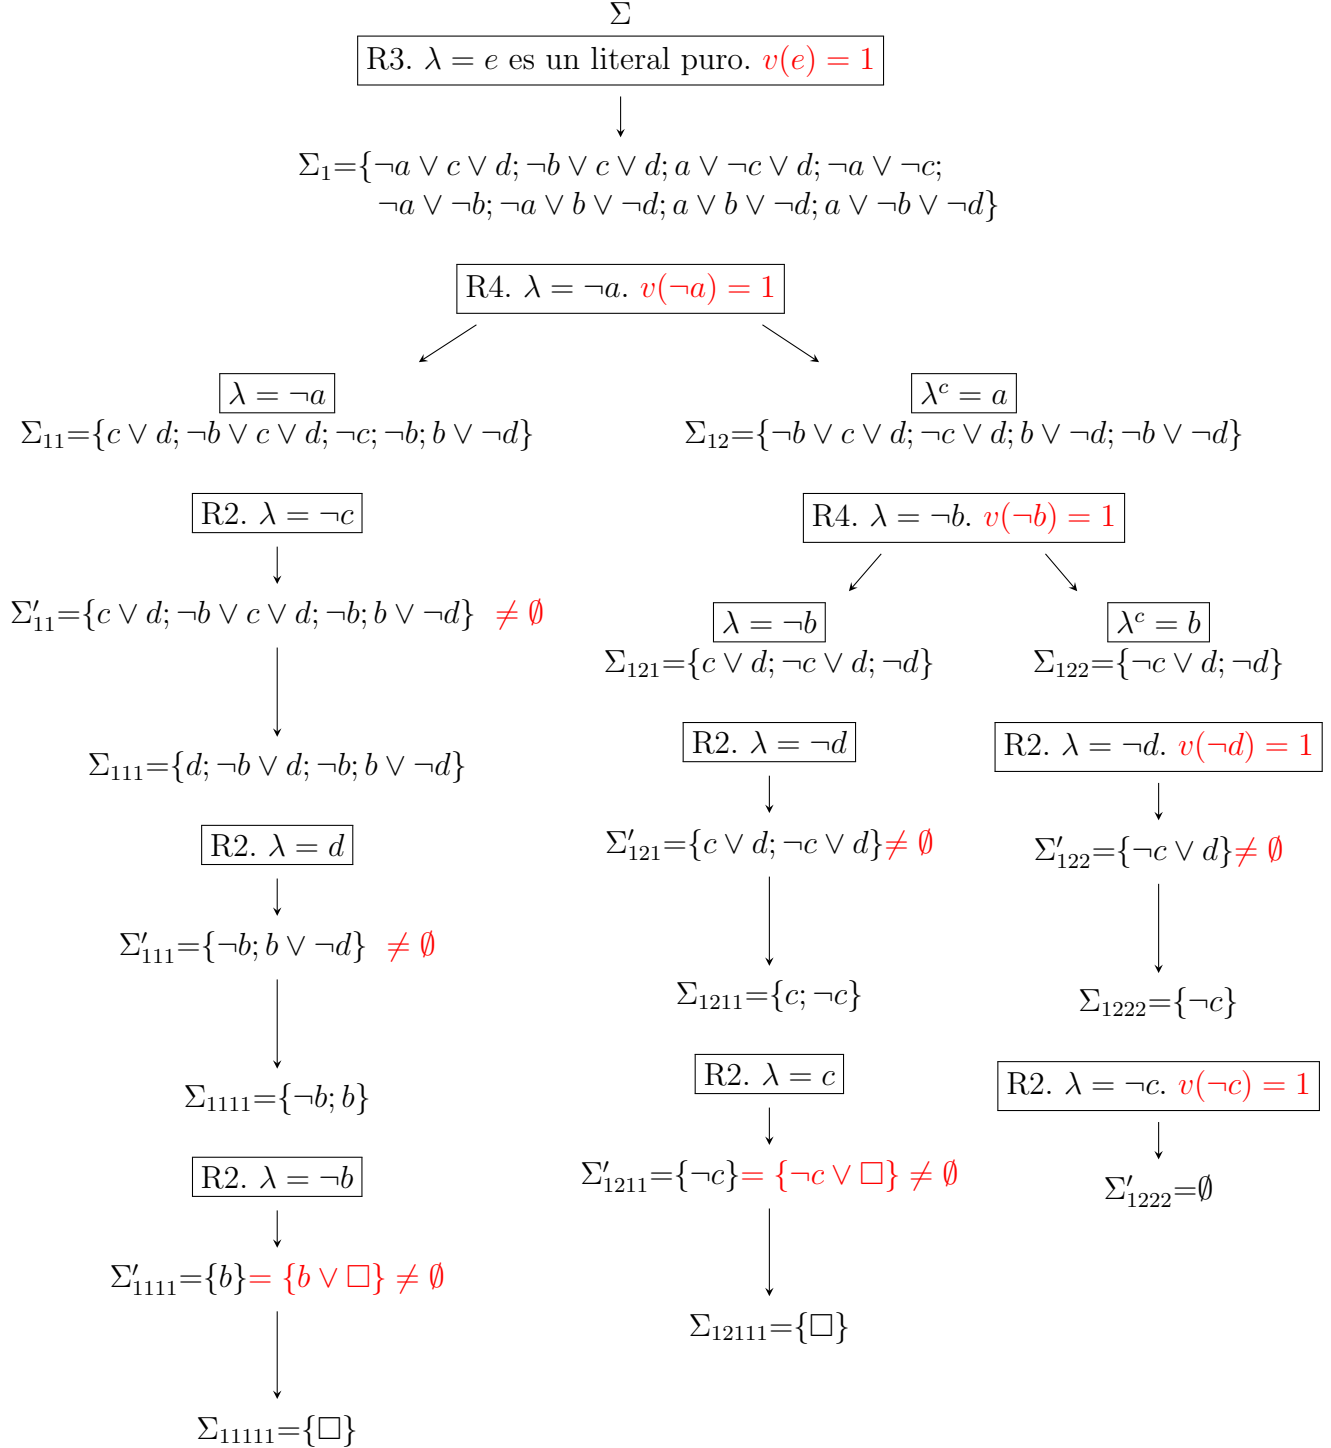 Σ
R3. λ = e es un literal puro. v(e) = 1
Σ₁={¬a ∨ c ∨ d; ¬b ∨ c ∨ d; a ∨ ¬c ∨ d; ¬a ∨ ¬c;
¬a ∨ ¬b; ¬a ∨ b ∨ ¬d; a ∨ b ∨ ¬d; a ∨ ¬b ∨ ¬d}
R4. λ = ¬a. v(¬a) = 1
λ = ¬a
Σ₁₁={c ∨ d; ¬b ∨ c ∨ d; ¬c; ¬b; b ∨ ¬d}
R2. λ = ¬c
Σ′₁₁={c ∨ d; ¬b ∨ c ∨ d; ¬b; b ∨ ¬d} ≠ ∅
Σ₁₁₁={d; ¬b ∨ d; ¬b; b ∨ ¬d}
R2. λ = d
Σ′₁₁₁={¬b; b ∨ ¬d} ≠ ∅
Σ₁₁₁₁={¬b; b}
R2. λ = ¬b
Σ′₁₁₁₁={b}= {b ∨ □} ≠ ∅
Σ₁₁₁₁₁={□}
λᶜ = a
Σ₁₂={¬b ∨ c ∨ d; ¬c ∨ d; b ∨ ¬d; ¬b ∨ ¬d}
R4. λ = ¬b. v(¬b) = 1
λ = ¬b
Σ₁₂₁={c ∨ d; ¬c ∨ d; ¬d}
R2. λ = ¬d
Σ′₁₂₁={c ∨ d; ¬c ∨ d}≠ ∅
Σ₁₂₁₁={c; ¬c}
R2. λ = c
Σ′₁₂₁₁={¬c}= {¬c ∨ □} ≠ ∅
Σ₁₂₁₁₁={□}
λᶜ = b
Σ₁₂₂={¬c ∨ d; ¬d}
R2. λ = ¬d. v(¬d) = 1
Σ′₁₂₂={¬c ∨ d}≠ ∅
Σ₁₂₂₂={¬c}
R2. λ = ¬c. v(¬c) = 1
Σ′₁₂₂₂=∅